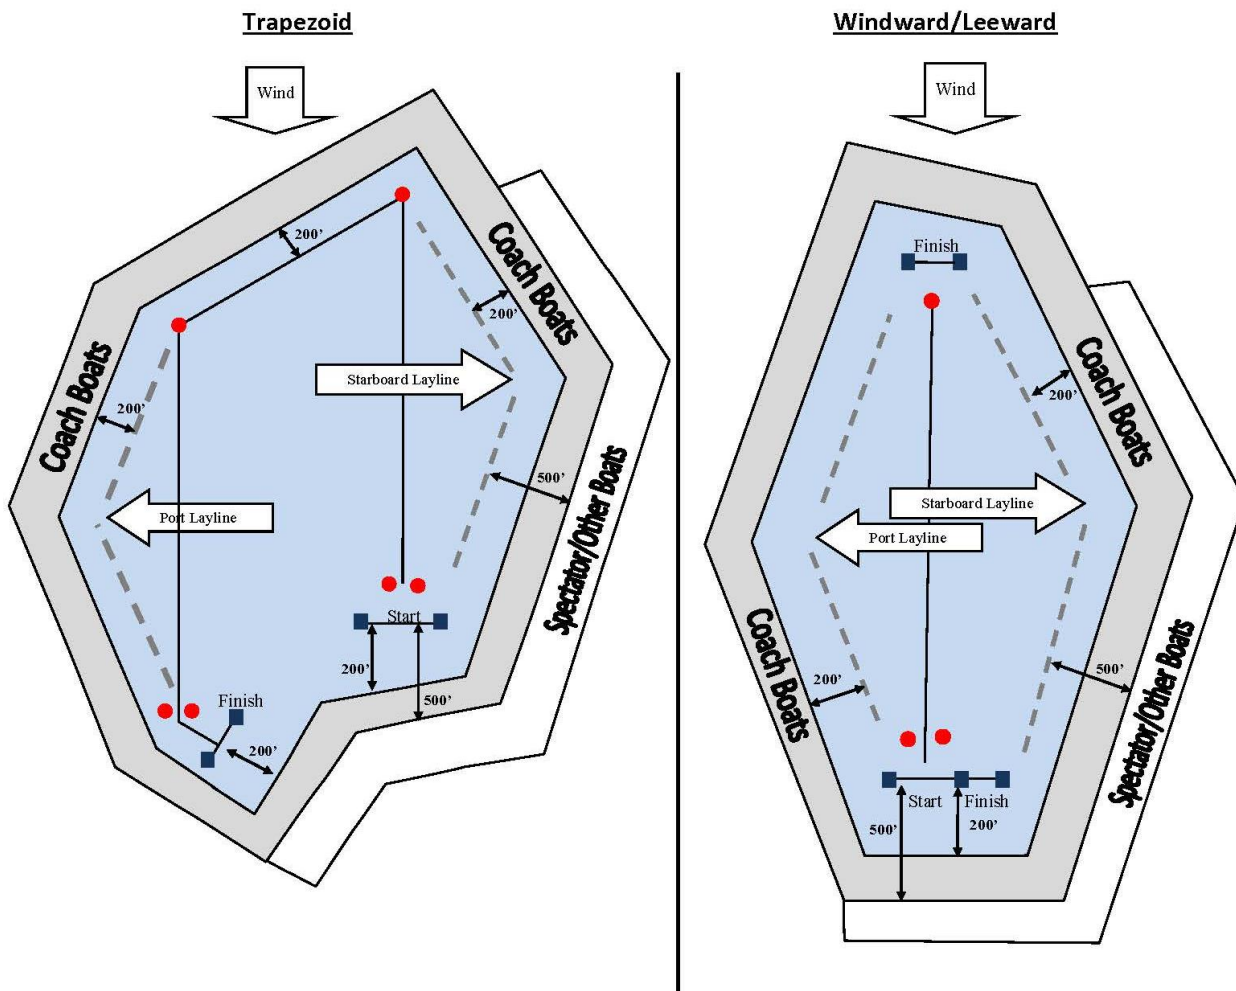 Trapezoid
Wind
200’
Coach Boats
200’
Coach Boats
200’
Starboard Layline
500’
Port Layline
Spectator/Other Boats
Start
200’
500’
Finish
200’
Windward/Leeward
Wind
Finish
Coach Boats
200’
Starboard Layline
Port Layline
Coach Boats
200’
500’
Spectator/Other Boats
Start
Finish
500’
200’